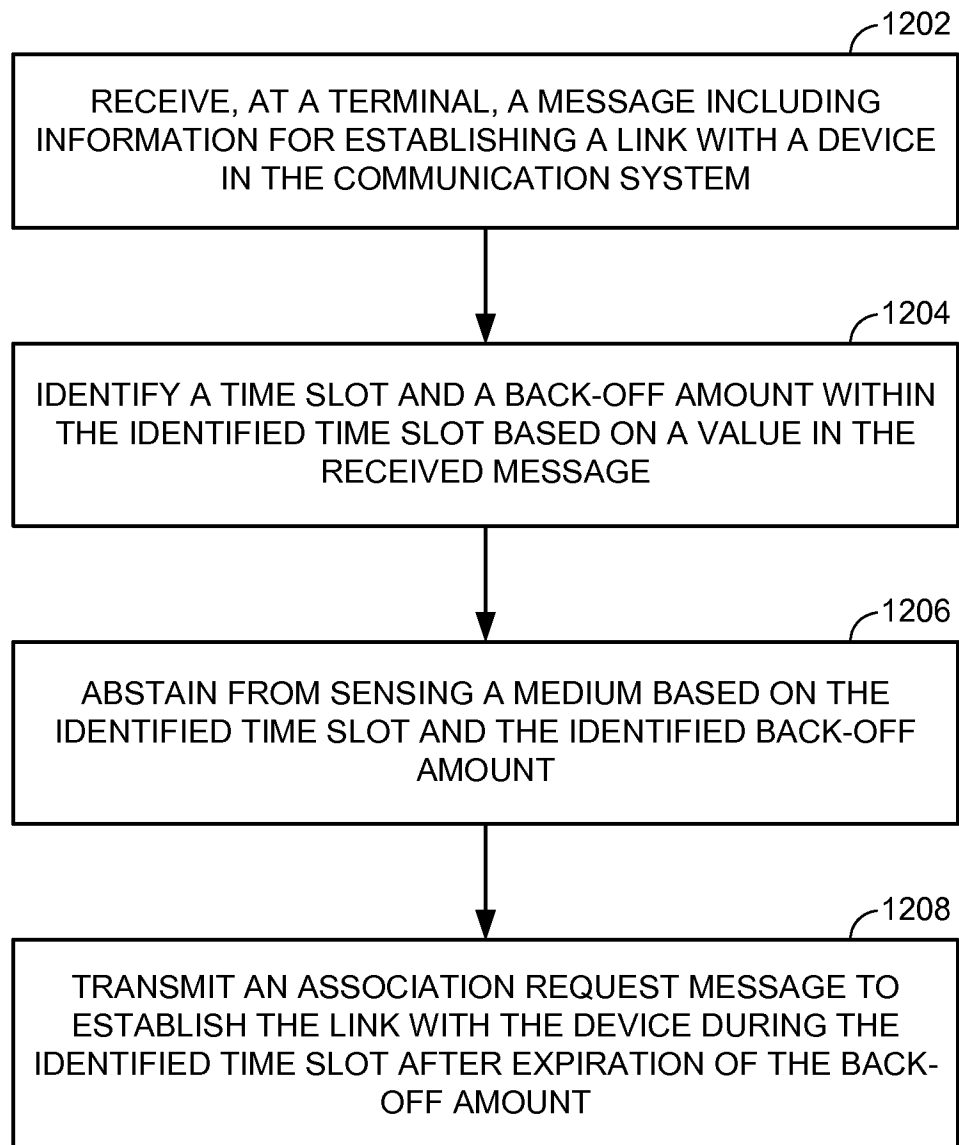 1202
RECEIVE, AT A TERMINAL, A MESSAGE INCLUDING
INFORMATION FOR ESTABLISHING A LINK WITH A DEVICE
IN THE COMMUNICATION SYSTEM
1204
IDENTIFY A TIME SLOT AND A BACK-OFF AMOUNT WITHIN
THE IDENTIFIED TIME SLOT BASED ON A VALUE IN THE
RECEIVED MESSAGE
1206
ABSTAIN FROM SENSING A MEDIUM BASED ON THE
IDENTIFIED TIME SLOT AND THE IDENTIFIED BACK-OFF
AMOUNT
1208
TRANSMIT AN ASSOCIATION REQUEST MESSAGE TO
ESTABLISH THE LINK WITH THE DEVICE DURING THE
IDENTIFIED TIME SLOT AFTER EXPIRATION OF THE BACK-
OFF AMOUNT